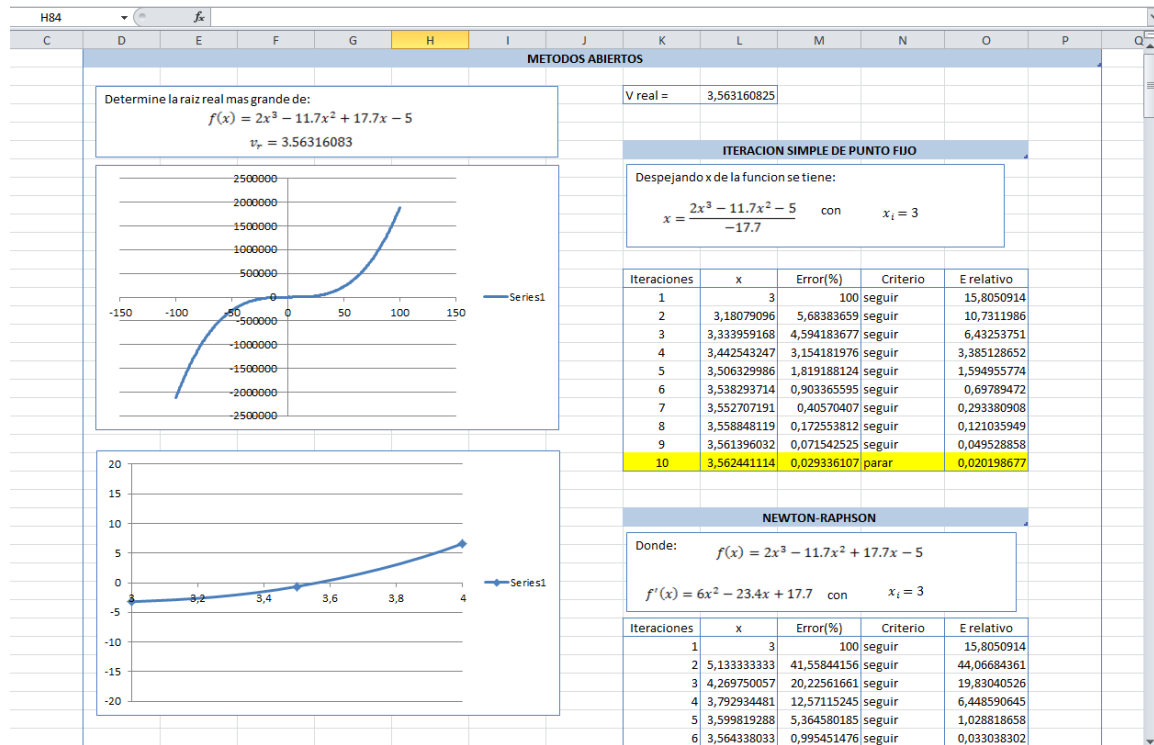 H84 fx
C D E F G H I J K L M N O P Q
METODOS ABIERTOS
Determine la raiz real mas grande de:
f(x) = 2x³ − 11.7x² + 17.7x − 5
vᵣ = 3.56316083
V real = 3,563160825
2500000
2000000
1500000
1000000
500000
0
-150 -100 -50 0 50 100 150
-500000
-1000000
-1500000
-2000000
-2500000
Series1
20
15
10
5
0
3 3,2 3,4 3,6 3,8 4
-5
-10
-15
-20
Series1
ITERACION SIMPLE DE PUNTO FIJO
Despejando x de la funcion se tiene:
x = (2x³ − 11.7x² − 5)/(−17.7) con xᵢ = 3
Iteraciones x Error(%) Criterio E relativo
1 3 100 seguir 15,8050914
2 3,18079096 5,68383659 seguir 10,7311986
3 3,333959168 4,594183677 seguir 6,43253751
4 3,442543247 3,154181976 seguir 3,385128652
5 3,506329986 1,819188124 seguir 1,594955774
6 3,538293714 0,903365595 seguir 0,69789472
7 3,552707191 0,40570407 seguir 0,293380908
8 3,558848119 0,172553812 seguir 0,121035949
9 3,561396032 0,071542525 seguir 0,049528858
10 3,562441114 0,029336107 parar 0,020198677
NEWTON-RAPHSON
Donde: f(x) = 2x³ − 11.7x² + 17.7x − 5
f′(x) = 6x² − 23.4x + 17.7 con xᵢ = 3
Iteraciones x Error(%) Criterio E relativo
1 3 100 seguir 15,8050914
2 5,133333333 41,55844156 seguir 44,06684361
3 4,269750057 20,22561661 seguir 19,83040526
4 3,792934481 12,57115245 seguir 6,448590645
5 3,599819288 5,364580185 seguir 1,028818658
6 3,564338033 0,995451476 seguir 0,033038302